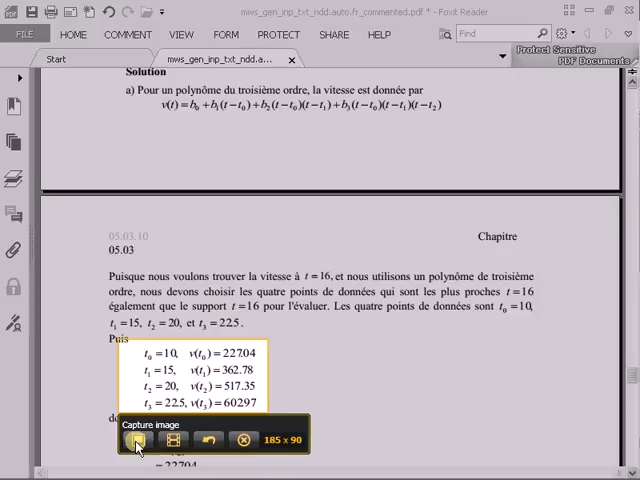 mws_gen_inp_txt_ndd.auto.fr_commented.pdf * - Foxit Reader
FILE HOME COMMENT VIEW FORM PROTECT SHARE HELP Find
Start mws_gen_inp_txt_ndd.a... Protect Sensitive
PDF Documents
Solution
a) Pour un polynôme du troisième ordre, la vitesse est donnée par
v(t) = b₀ + b₁(t − t₀) + b₂(t − t₀)(t − t₁) + b₃(t − t₀)(t − t₁)(t − t₂)
05.03.10 Chapitre
05.03
Puisque nous voulons trouver la vitesse à t = 16, et nous utilisons un polynôme de troisième
ordre, nous devons choisir les quatre points de données qui sont les plus proches t = 16
également que le support t = 16 pour l'évaluer. Les quatre points de données sont t₀ = 10,
t₁ = 15, t₂ = 20, et t₃ = 22.5.
Puis
t₀ = 10, v(t₀) = 227.04
t₁ = 15, v(t₁) = 362.78
t₂ = 20, v(t₂) = 517.35
t₃ = 22.5, v(t₃) = 60297
do
Capture image
185 x 90
= 22704